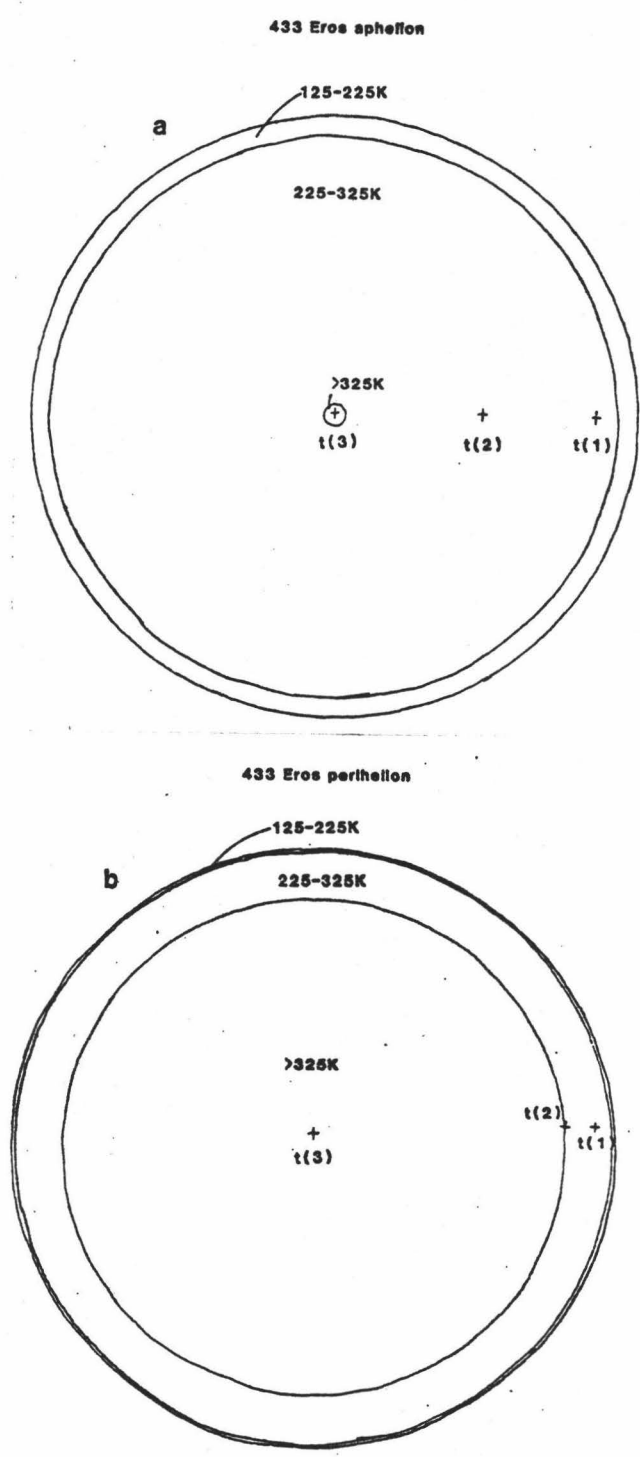 433 Eros aphelion
125-225K
a
225-325K
>325K
t(3)
t(2)
t(1)
433 Eros perihelion
125-225K
b
225-325K
>325K
t(2)
t(1)
t(3)